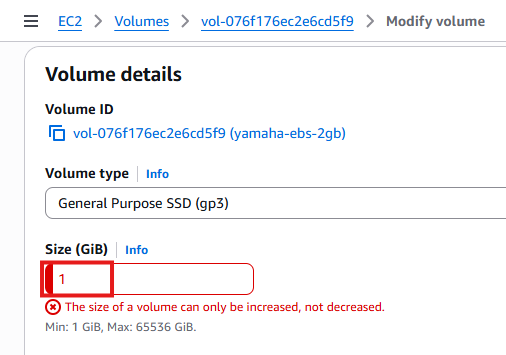 EC2 > Volumes > vol-076f176ec2e6cd5f9 > Modify volume
Volume details
Volume ID
vol-076f176ec2e6cd5f9 (yamaha-ebs-2gb)
Volume type | Info
General Purpose SSD (gp3)
Size (GiB) | Info
1
The size of a volume can only be increased, not decreased.
Min: 1 GiB, Max: 65536 GiB.